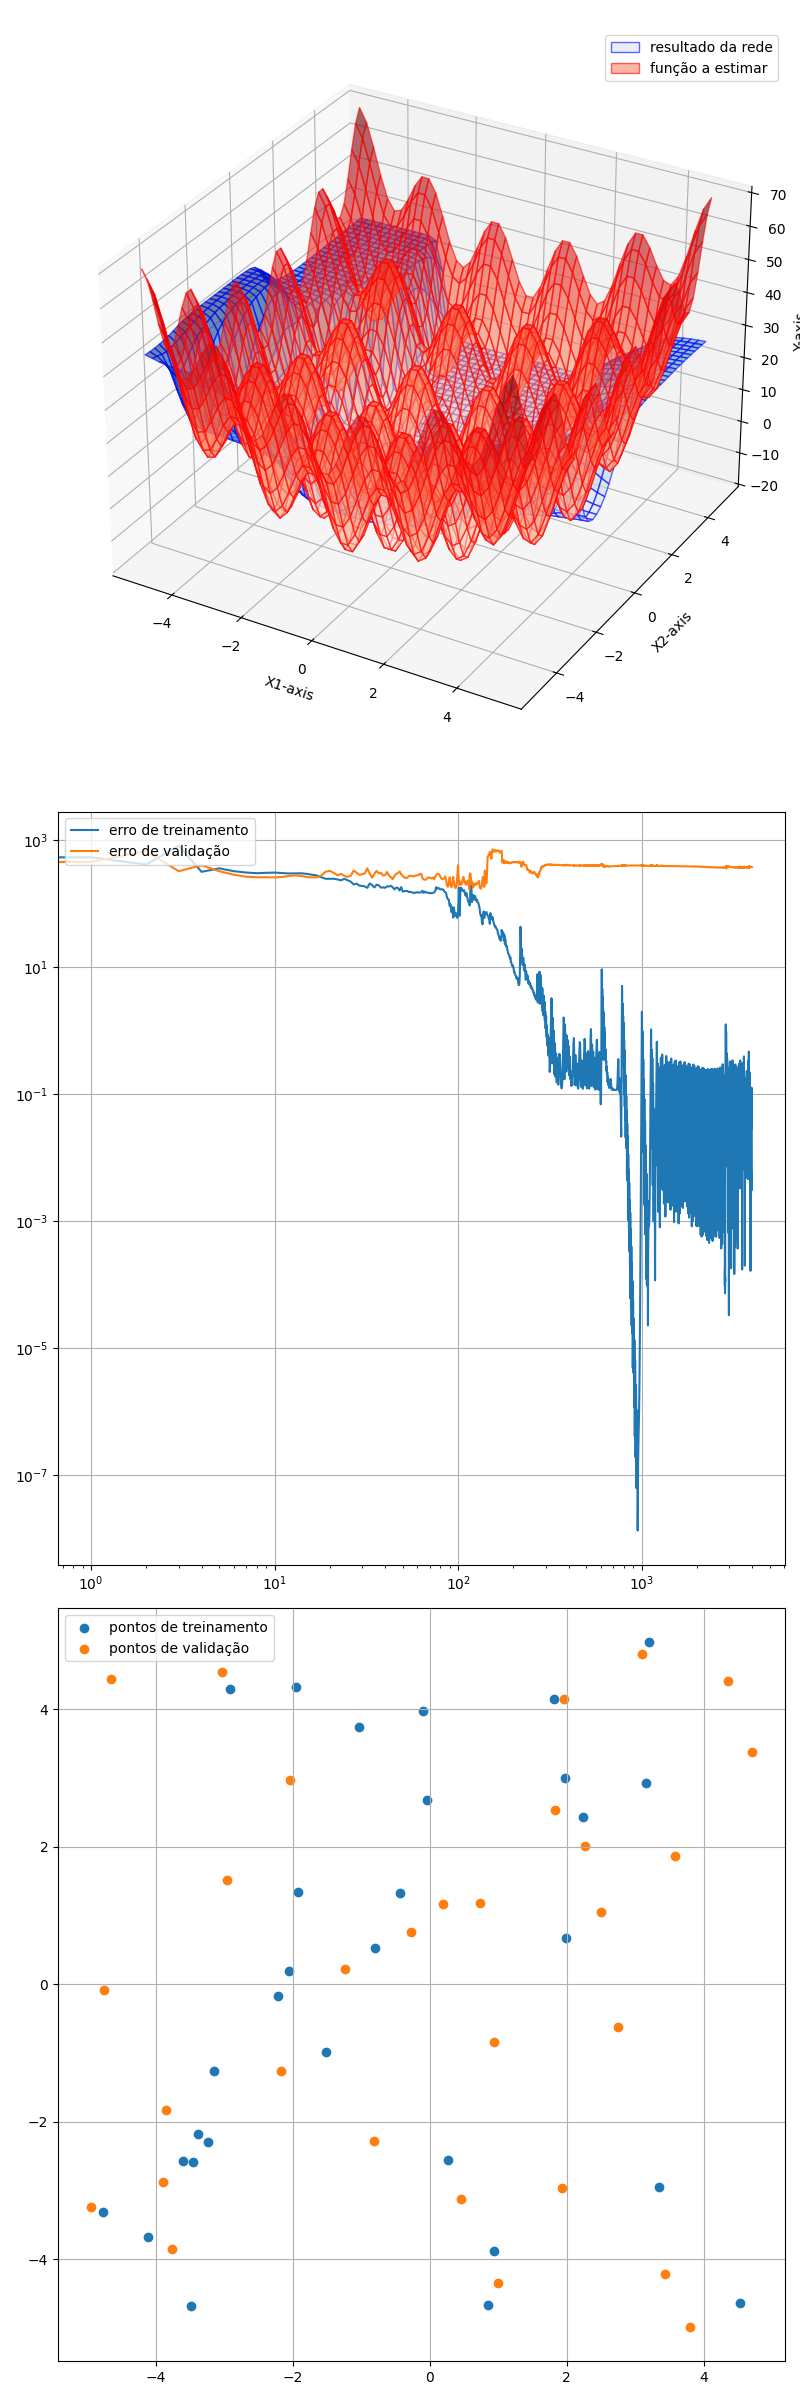 resultado da rede
função a estimar
70
60
50
40
30
20
10
0
−10
−20
Y-axis
−4
−2
0
2
4
X1-axis
−4
−2
0
2
4
X2-axis
erro de treinamento
erro de validação
10³
10¹
10⁻¹
10⁻³
10⁻⁵
10⁻⁷
10⁰ 10¹ 10² 10³
pontos de treinamento
pontos de validação
4
2
0
−2
−4
−4 −2 0 2 4